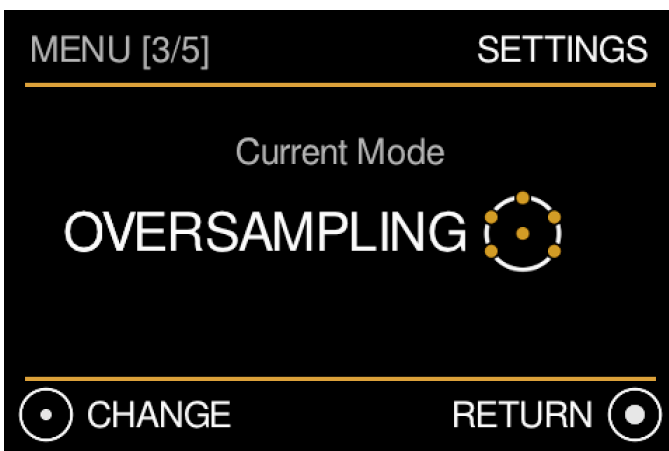 MENU [3/5] SETTINGS
Current Mode
OVERSAMPLING
CHANGE RETURN